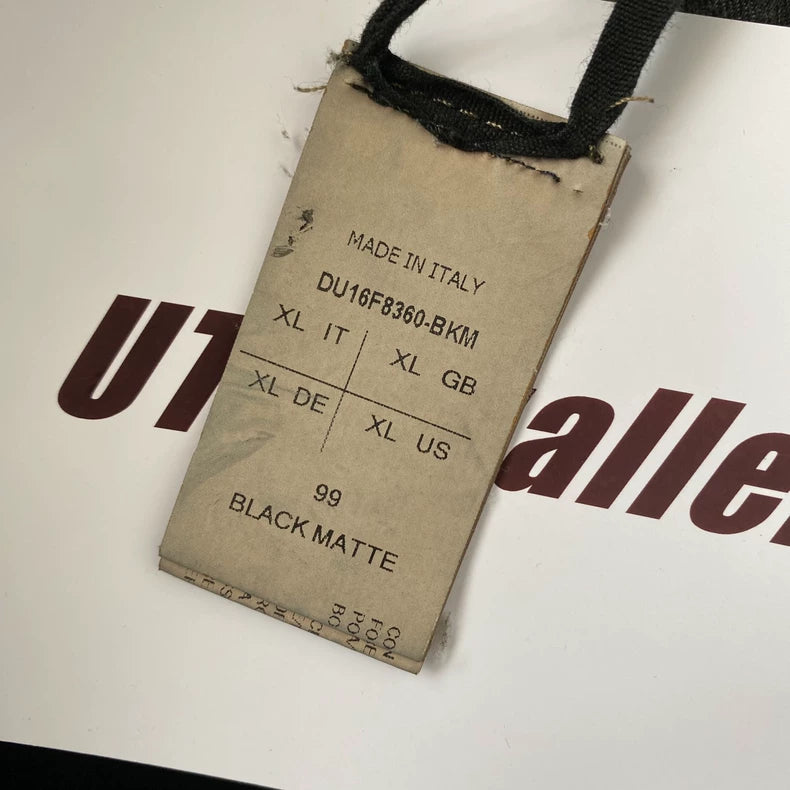 MADE IN ITALY
DU16F8360-BKM
XL IT
XL GB
XL DE
XL US
99
BLACK MATTE